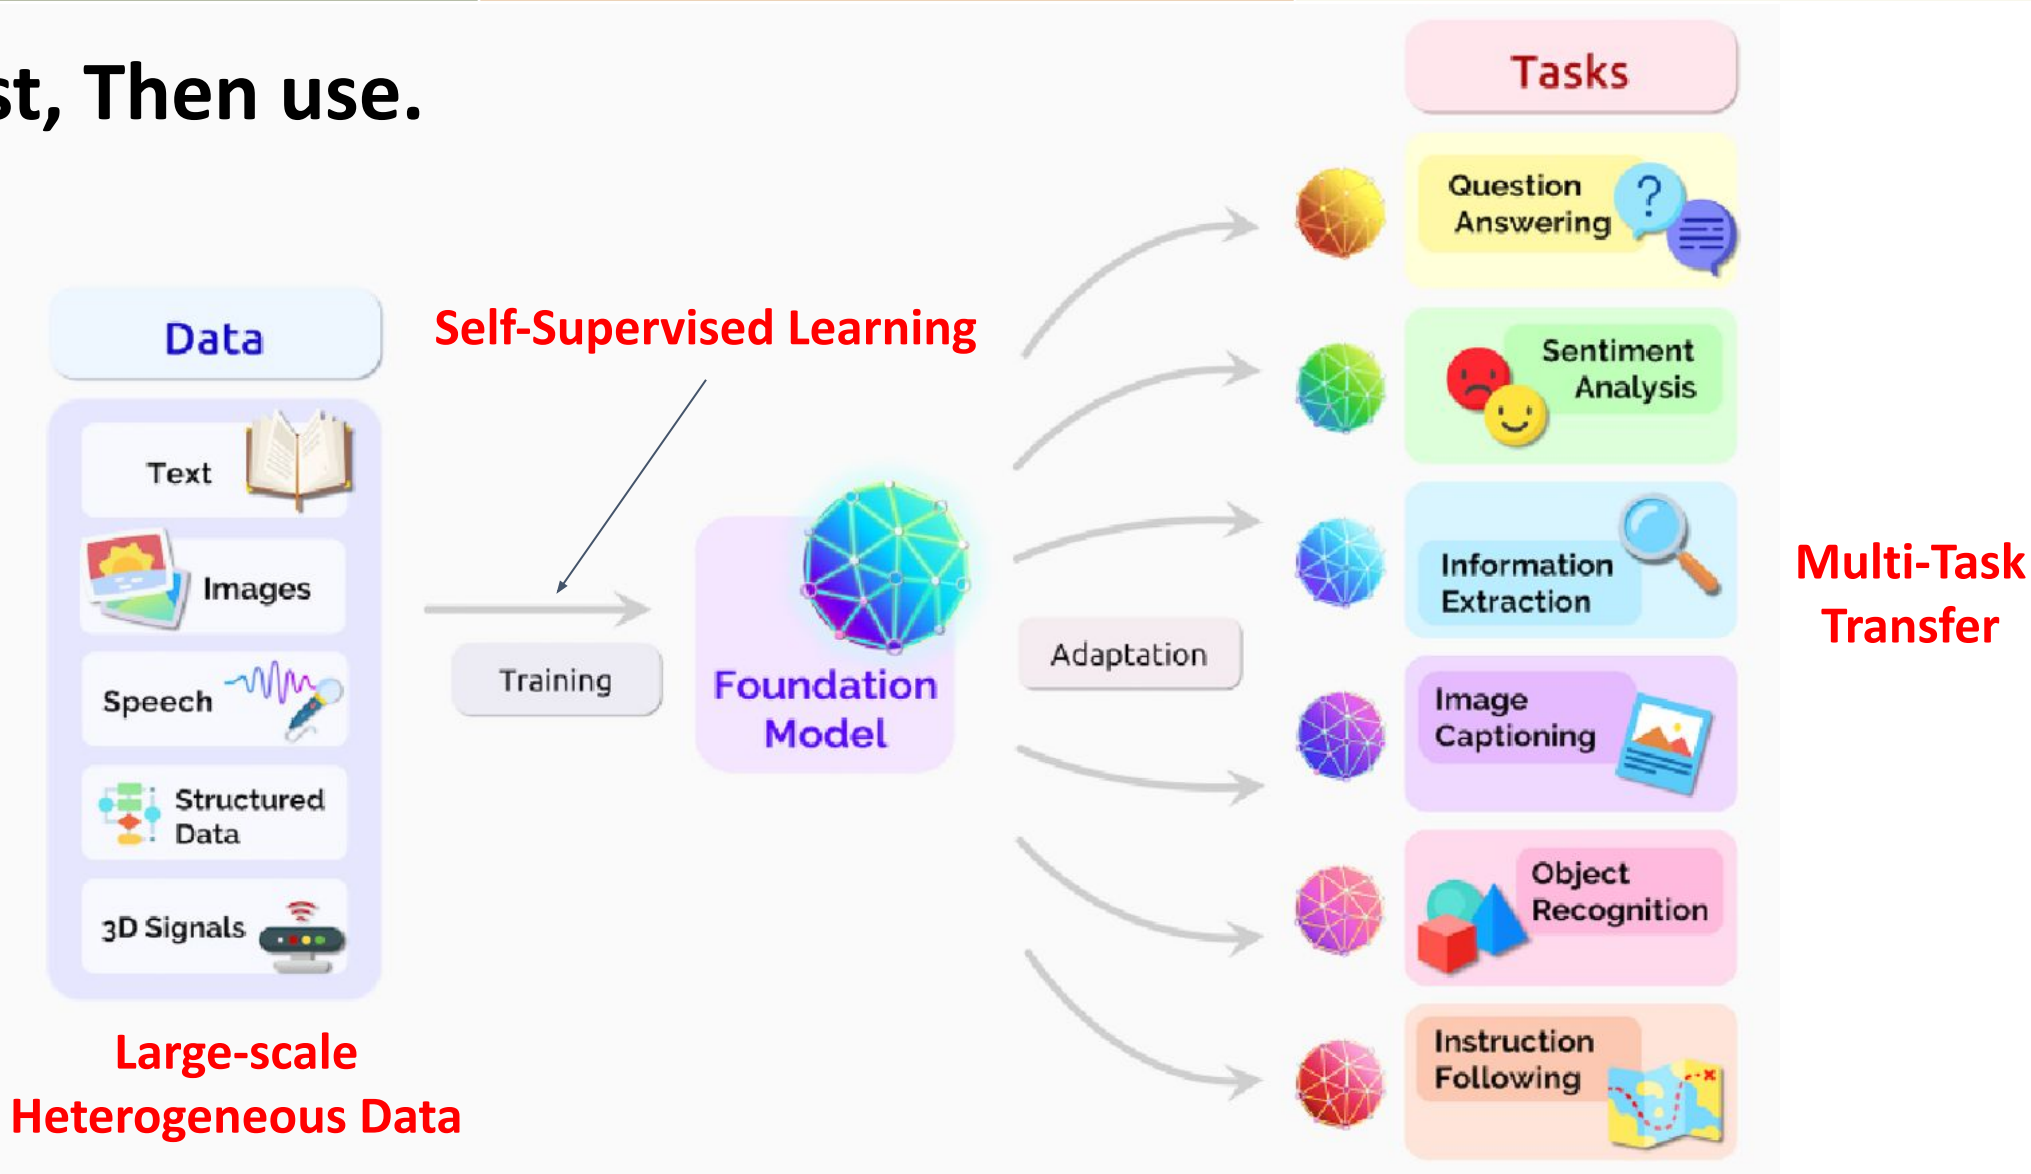 st, Then use.
Data
Text
Images
Speech
Structured
Data
3D Signals
Large-scale
Heterogeneous Data
Self-Supervised Learning
Training
Foundation
Model
Adaptation
Tasks
Question
Answering
?
Sentiment
Analysis
Information
Extraction
Image
Captioning
Object
Recognition
Instruction
Following
Multi-Task
Transfer